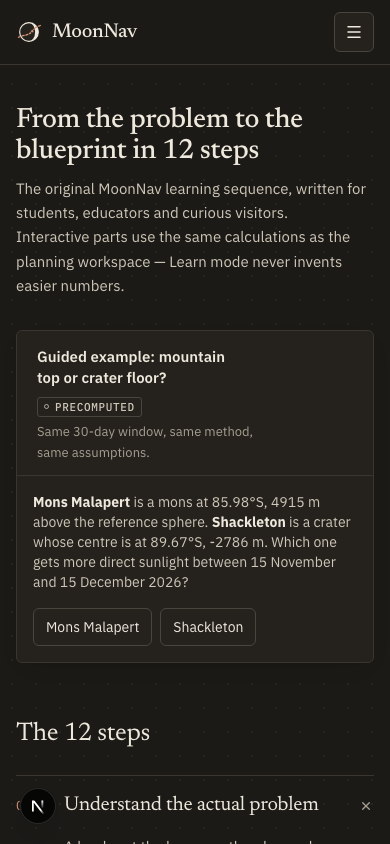 MoonNav
From the problem to the
blueprint in 12 steps
The original MoonNav learning sequence, written for
students, educators and curious visitors.
Interactive parts use the same calculations as the
planning workspace — Learn mode never invents
easier numbers.
Guided example: mountain
top or crater floor?
PRECOMPUTED
Same 30-day window, same method,
same assumptions.
Mons Malapert is a mons at 85.98°S, 4915 m
above the reference sphere. Shackleton is a crater
whose centre is at 89.67°S, -2786 m. Which one
gets more direct sunlight between 15 November
and 15 December 2026?
Mons Malapert
Shackleton
The 12 steps
N Understand the actual problem ×